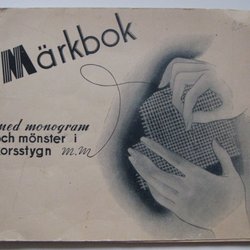 Märkbok
med monogram
och mönster i
korsstygn m.m